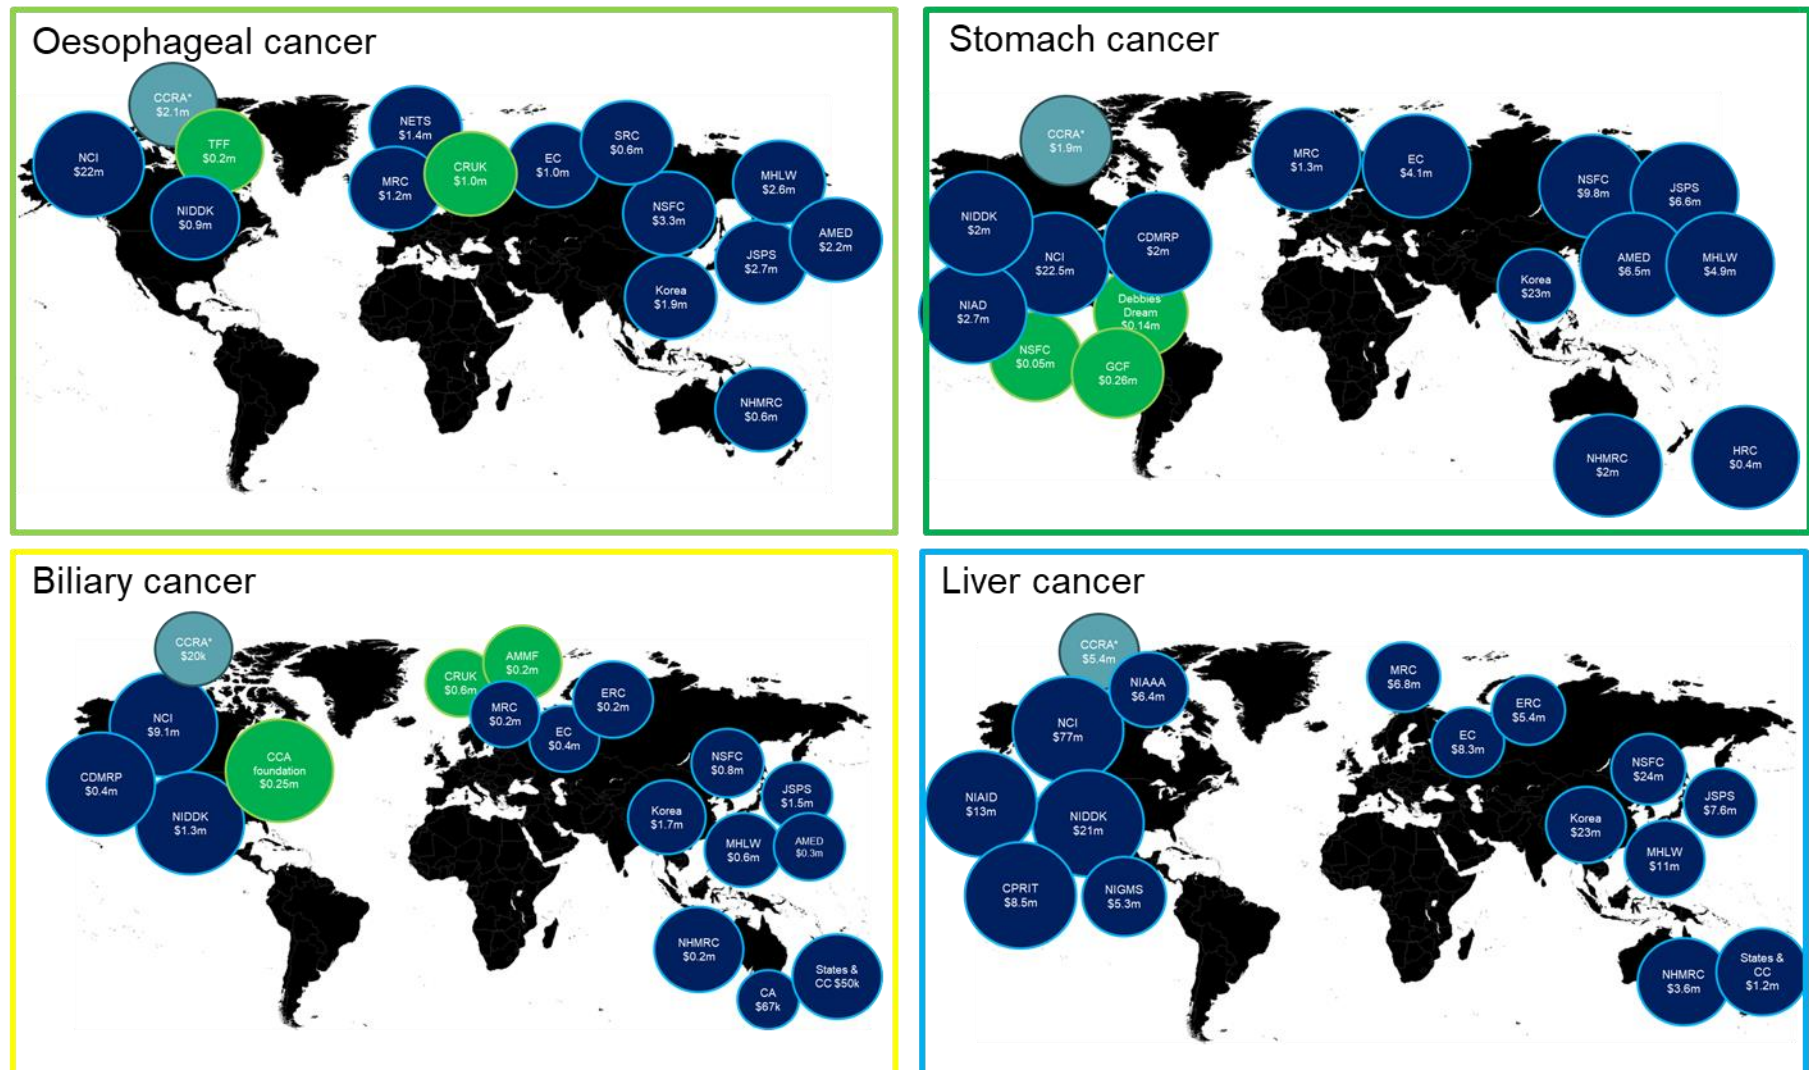 Oesophageal cancer
CCRA*
$2.1m
TFF
$0.2m
NCI
$22m
NIDDK
$0.9m
NETS
$1.4m
MRC
$1.2m
CRUK
$1.0m
EC
$1.0m
SRC
$0.6m
NSFC
$3.3m
MHLW
$2.6m
AMED
$2.2m
JSPS
$2.7m
Korea
$1.9m
NHMRC
$0.6m
Stomach cancer
CCRA*
$1.9m
NIDDK
$2m
NCI
$22.5m
CDMRP
$2m
NIAD
$2.7m
Debbies
Dream
$0.14m
NSFC
$0.05m
GCF
$0.26m
MRC
$1.3m
EC
$4.1m
NSFC
$9.8m
JSPS
$6.6m
Korea
$23m
AMED
$6.5m
MHLW
$4.9m
NHMRC
$2m
HRC
$0.4m
Biliary cancer
CCRA*
$20k
NCI
$9.1m
CDMRP
$0.4m
NIDDK
$1.3m
CCA
foundation
$0.25m
CRUK
$0.6m
AMMF
$0.2m
MRC
$0.2m
EC
$0.4m
ERC
$0.2m
NSFC
$0.8m
JSPS
$1.5m
Korea
$1.7m
MHLW
$0.6m
AMED
$0.3m
NHMRC
$0.2m
CA
$67k
States &
CC $50k
Liver cancer
CCRA*
$5.4m
NIAAA
$6.4m
NCI
$77m
NIAID
$13m
NIDDK
$21m
CPRIT
$8.5m
NIGMS
$5.3m
MRC
$6.8m
EC
$8.3m
ERC
$5.4m
NSFC
$24m
JSPS
$7.6m
Korea
$23m
MHLW
$11m
NHMRC
$3.6m
States &
CC
$1.2m